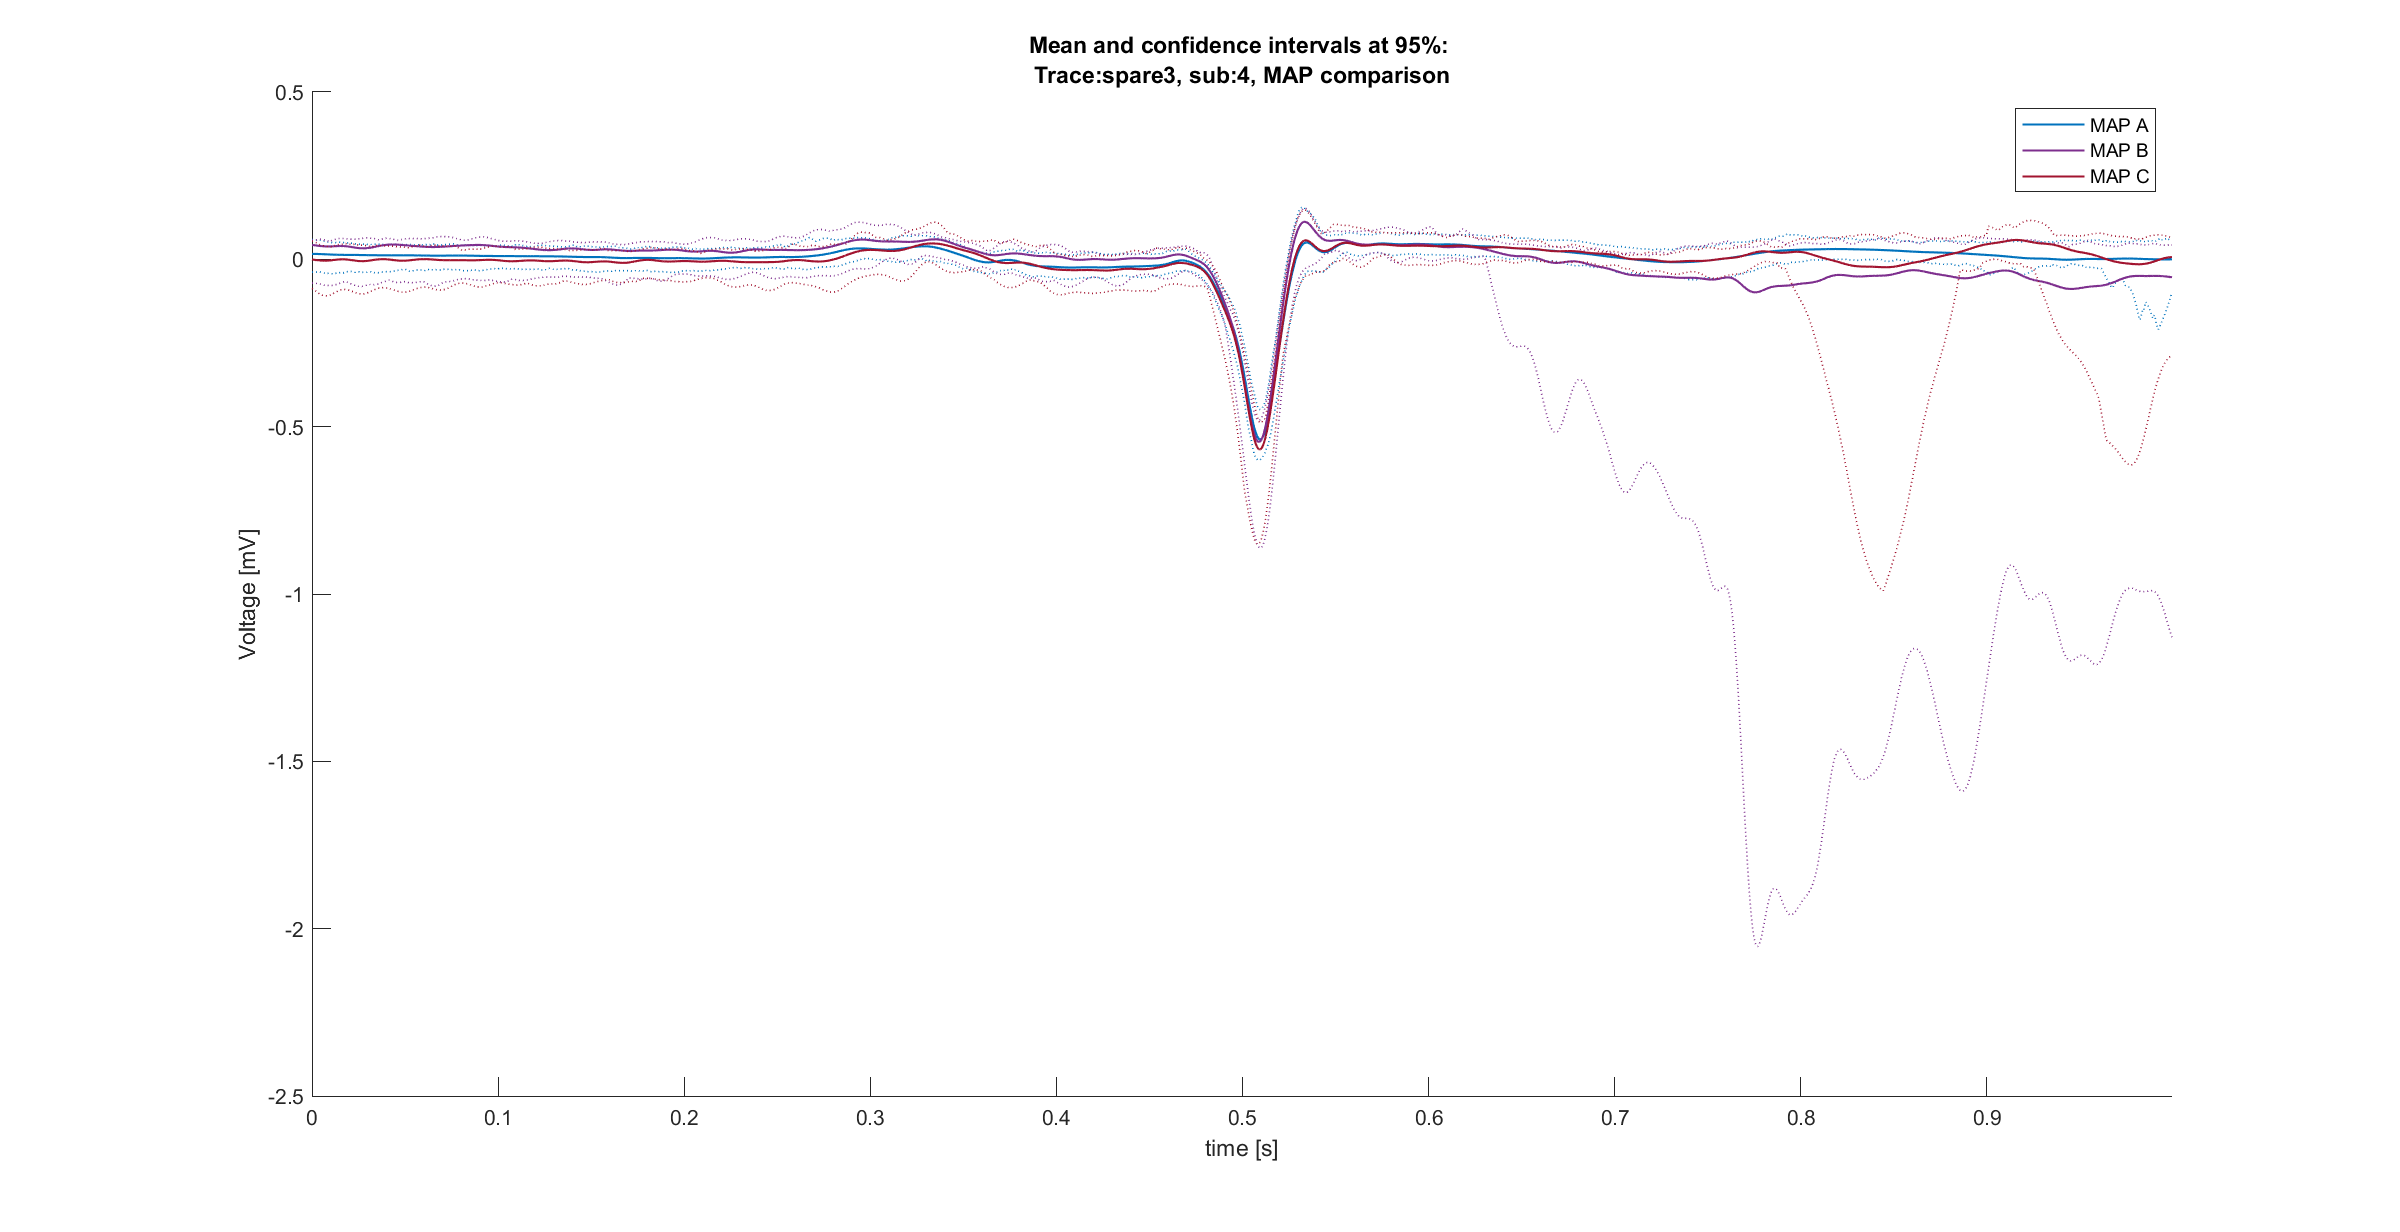 Mean and confidence intervals at 95%:
Trace:spare3, sub:4, MAP comparison
MAP A
MAP B
MAP C
0.5
0
-0.5
-1
-1.5
-2
-2.5
Voltage [mV]
0 0.1 0.2 0.3 0.4 0.5 0.6 0.7 0.8 0.9
time [s]